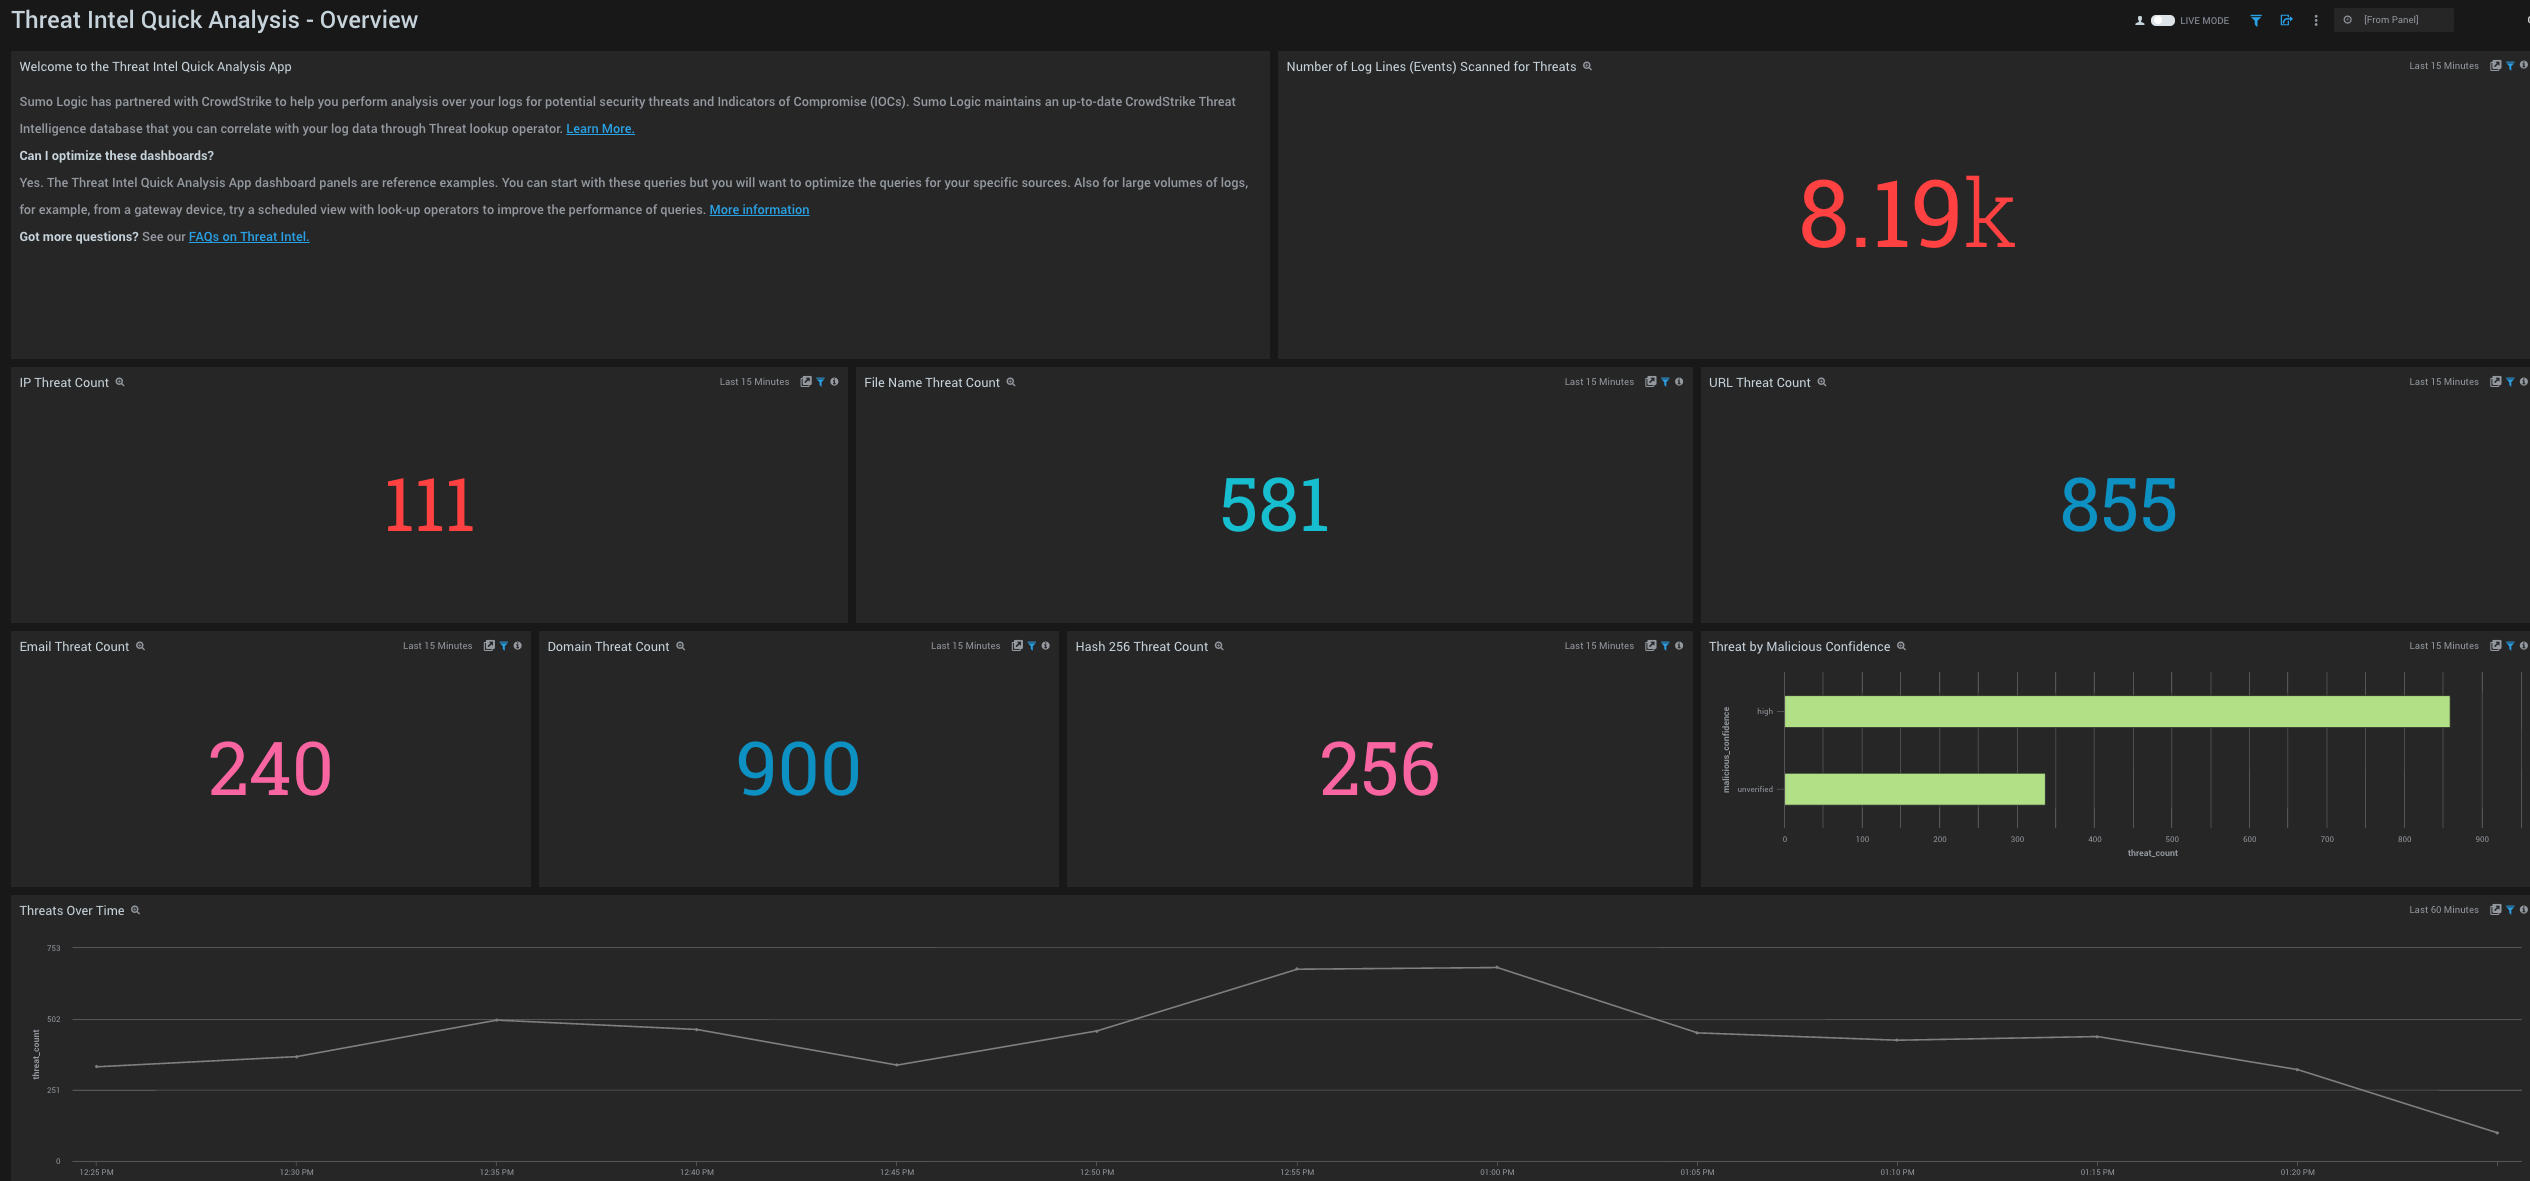 Threat Intel Quick Analysis - Overview
LIVE MODE
[From Panel]
Welcome to the Threat Intel Quick Analysis App
Sumo Logic has partnered with CrowdStrike to help you perform analysis over your logs for potential security threats and Indicators of Compromise (IOCs). Sumo Logic maintains an up-to-date CrowdStrike Threat
Intelligence database that you can correlate with your log data through Threat lookup operator. Learn More.
Can I optimize these dashboards?
Yes. The Threat Intel Quick Analysis App dashboard panels are reference examples. You can start with these queries but you will want to optimize the queries for your specific sources. Also for large volumes of logs,
for example, from a gateway device, try a scheduled view with look-up operators to improve the performance of queries. More information
Got more questions? See our FAQs on Threat Intel.
Number of Log Lines (Events) Scanned for Threats
Last 15 Minutes
8.19k
IP Threat Count
Last 15 Minutes
111
File Name Threat Count
Last 15 Minutes
581
URL Threat Count
Last 15 Minutes
855
Email Threat Count
Last 15 Minutes
240
Domain Threat Count
Last 15 Minutes
900
Hash 256 Threat Count
Last 15 Minutes
256
Threat by Malicious Confidence
Last 15 Minutes
malicious_confidence
high
unverified
0 100 200 300 400 500 600 700 800 900
threat_count
Threats Over Time
Last 60 Minutes
threat_count
753
502
251
0
12:25 PM 12:30 PM 12:35 PM 12:40 PM 12:45 PM 12:50 PM 12:55 PM 01:00 PM 01:05 PM 01:10 PM 01:15 PM 01:20 PM